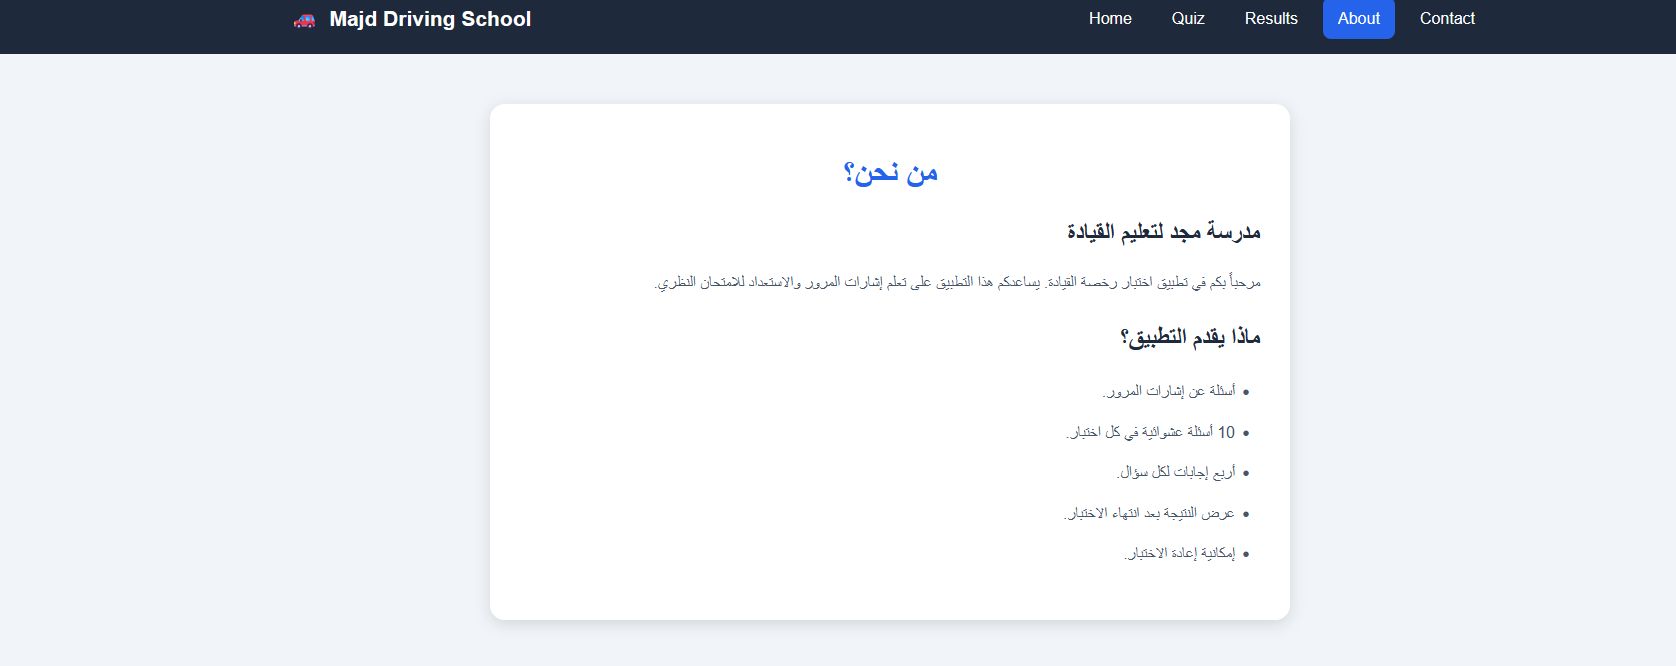 Majd Driving School
Home Quiz Results About Contact
من نحن؟
مدرسة مجد لتعليم القيادة
مرحباً بكم في تطبيق اختبار رخصة القيادة. يساعدكم هذا التطبيق على تعلم إشارات المرور والاستعداد للامتحان النظري.
ماذا يقدم التطبيق؟
• أسئلة عن إشارات المرور.
• 10 أسئلة عشوائية في كل اختبار.
• أربع إجابات لكل سؤال.
• عرض النتيجة بعد انتهاء الاختبار.
• إمكانية إعادة الاختبار.